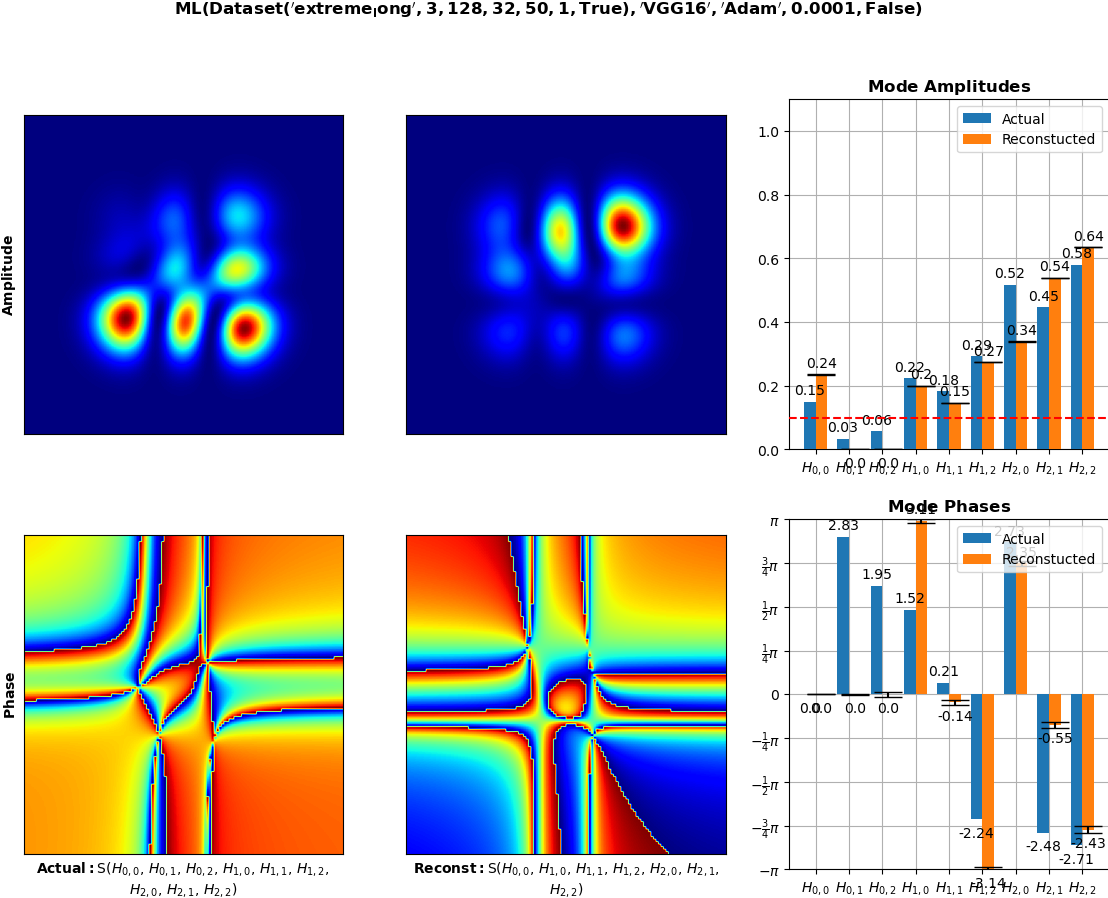 ML(Dataset('extreme_long', 3, 128, 32, 50, 1, True), 'VGG16', 'Adam', 0.0001, False)
Mode Amplitudes
Actual
Reconstucted
1.0
0.8
0.6
0.4
0.2
0.0
0.15
0.24
0.03
0.0
0.06
0.0
0.22
0.2
0.18
0.15
0.29
0.27
0.52
0.34
0.45
0.54
0.58
0.64
H0,0 H0,1 H0,2 H1,0 H1,1 H1,2 H2,0 H2,1 H2,2
Amplitude
Mode Phases
Actual
Reconstucted
π
3/4π
1/2π
1/4π
0
−1/4π
−1/2π
−3/4π
−π
0.0
0.0
2.83
0.0
1.95
0.0
1.52
3.11
0.21
-0.14
-2.24
-3.14
2.73
2.35
-2.48
-0.55
-2.71
-2.43
H0,0 H0,1 H0,2 H1,0 H1,1 H1,2 H2,0 H2,1 H2,2
Phase
Actual: S(H0,0, H0,1, H0,2, H1,0, H1,1, H1,2,
H2,0, H2,1, H2,2)
Reconst: S(H0,0, H1,0, H1,1, H1,2, H2,0, H2,1,
H2,2)